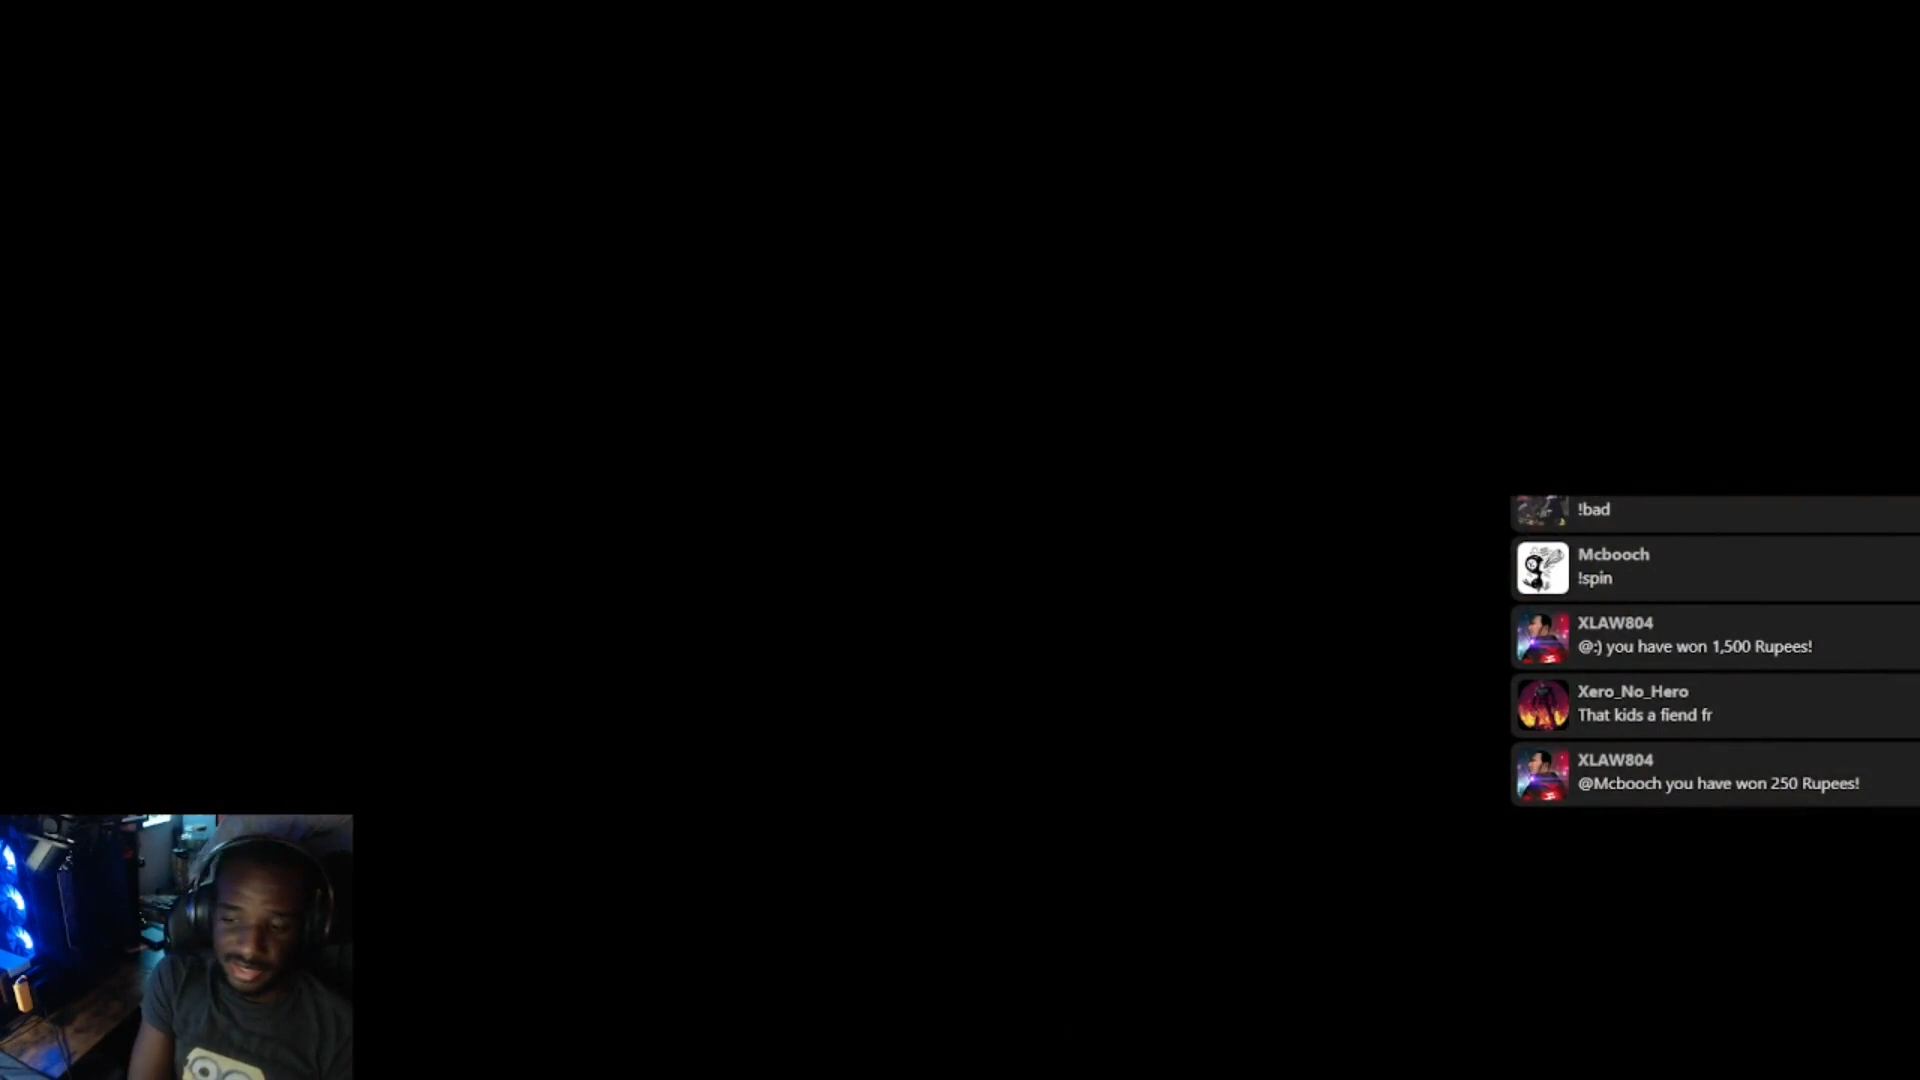 !bad
Mcbooch
!spin
XLAW804
@:) you have won 1,500 Rupees!
Xero_No_Hero
That kids a fiend fr
XLAW804
@Mcbooch you have won 250 Rupees!